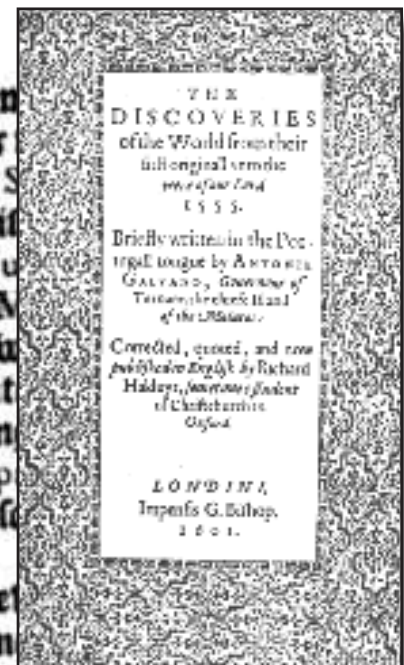 THE
DISCOVERIES
of the World from their
first originall vnto the
yeere of our Lord
1555.
Briefly written in the Por-
tugall tongue by ANTONIE
GALVANO, Gouernour of
Ternate, the chiefe Island
of the Malucos:
Corrected, quoted, and now
published in English by Richard
Hakluyt, sometimes student
of Christchurch in
Oxford.
LONDINI,
Impensis G. Bishop.
1601.